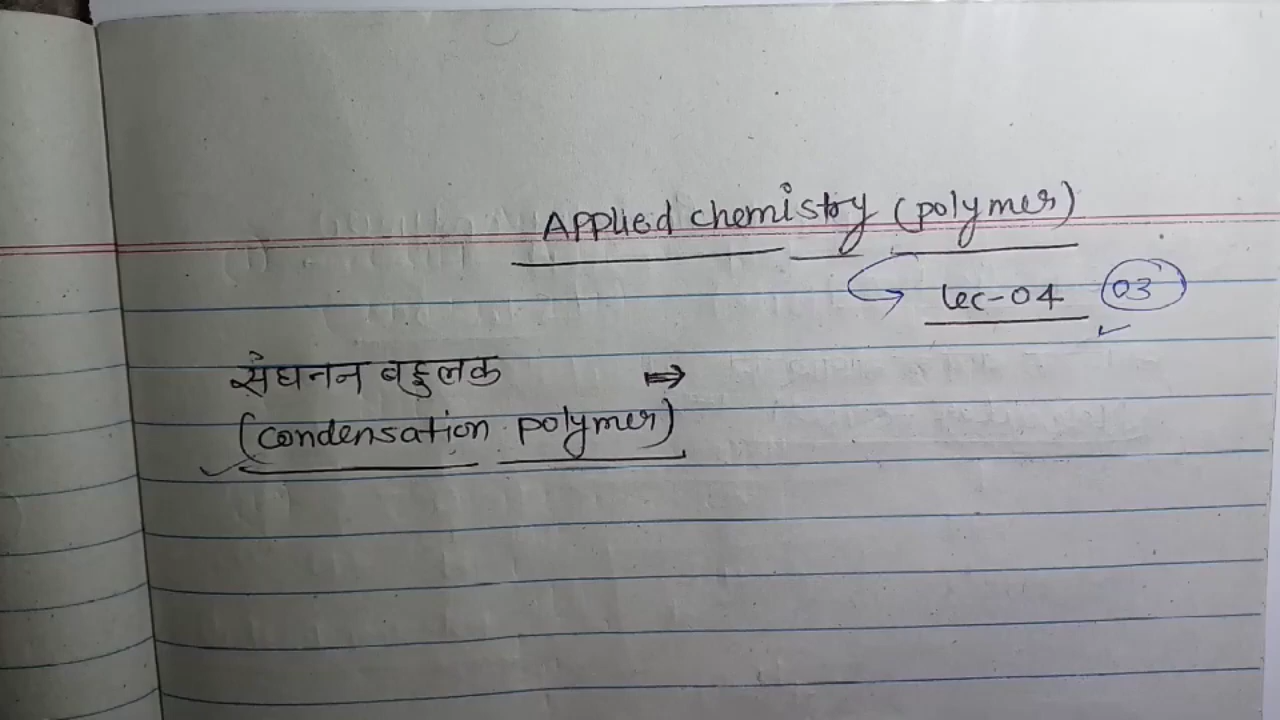 Applied chemistry (polymer)
Lec-04 03
संघनन बहुलक ⇒
(condensation polymer)